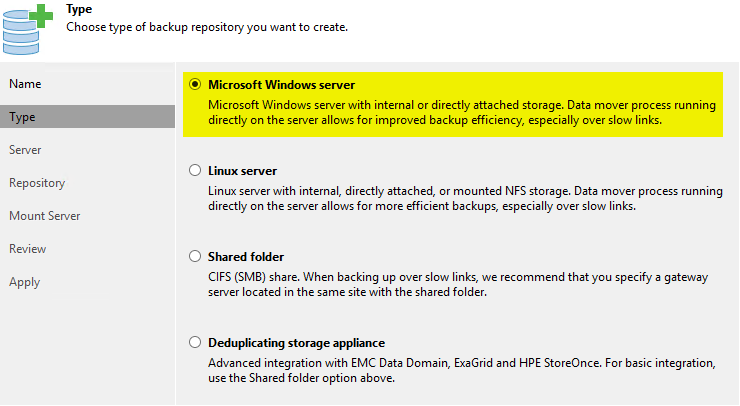 Type
Choose type of backup repository you want to create.
Name
Type
Server
Repository
Mount Server
Review
Apply
Microsoft Windows server
Microsoft Windows server with internal or directly attached storage. Data mover process running
directly on the server allows for improved backup efficiency, especially over slow links.
Linux server
Linux server with internal, directly attached, or mounted NFS storage. Data mover process running
directly on the server allows for more efficient backups, especially over slow links.
Shared folder
CIFS (SMB) share. When backing up over slow links, we recommend that you specify a gateway
server located in the same site with the shared folder.
Deduplicating storage appliance
Advanced integration with EMC Data Domain, ExaGrid and HPE StoreOnce. For basic integration,
use the Shared folder option above.